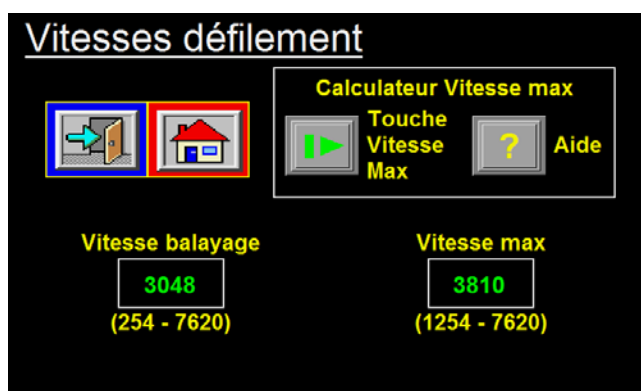 Vitesses défilement
Calculateur Vitesse max
Touche
Vitesse
Max
?
Aide
Vitesse balayage
3048
(254 - 7620)
Vitesse max
3810
(1254 - 7620)